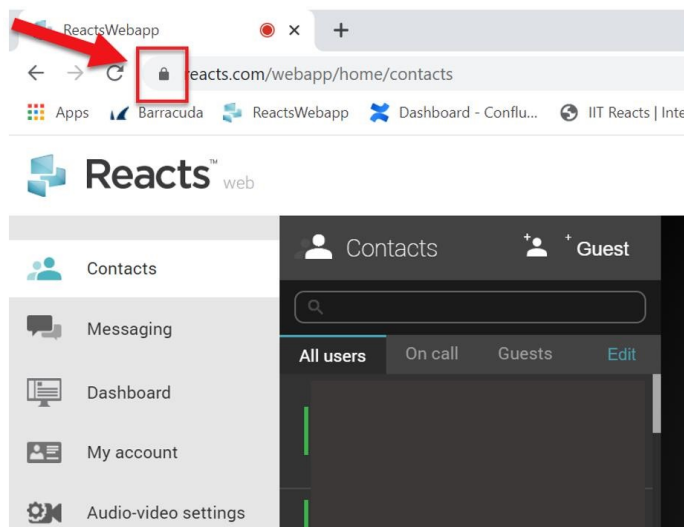 ReactsWebapp
reacts.com/webapp/home/contacts
Apps Barracuda ReactsWebapp Dashboard - Conflu... IIT Reacts | Inte
Reacts™ web
Contacts
Messaging
Dashboard
My account
Audio-video settings
Contacts + + Guest
All users On call Guests Edit